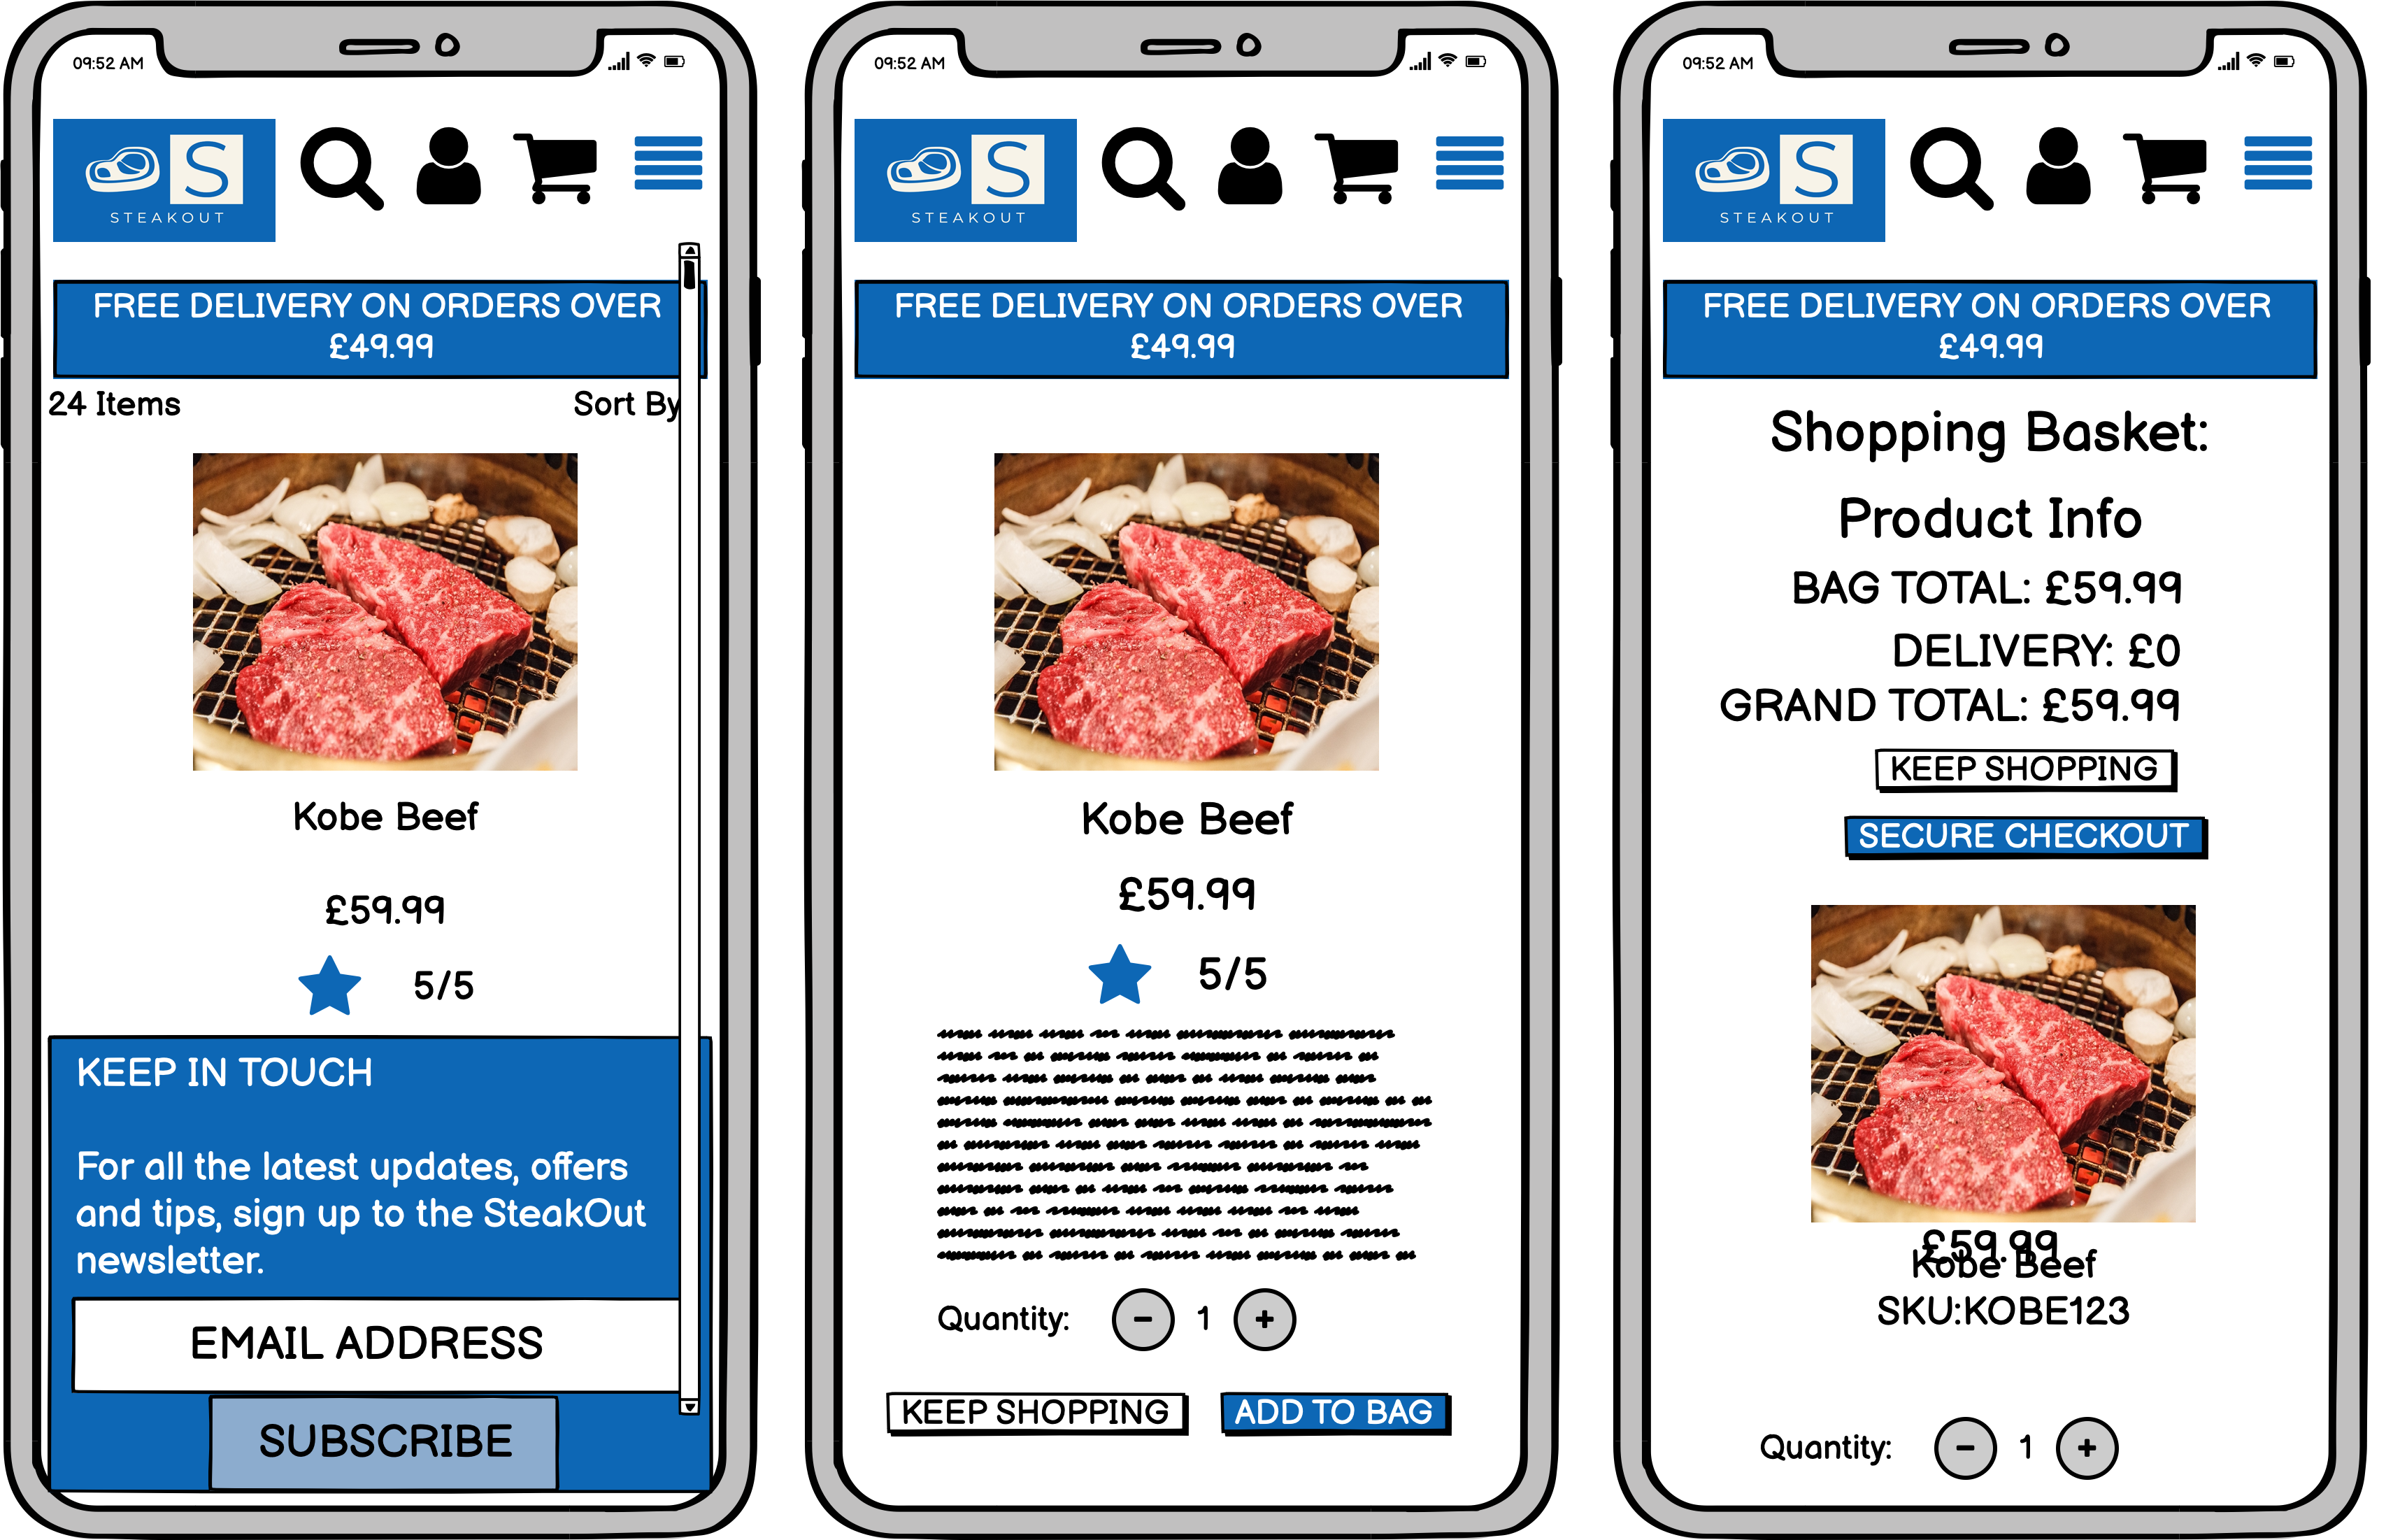 09:52 AM
S
STEAKOUT
FREE DELIVERY ON ORDERS OVER
£49.99
24 Items
Sort By
Kobe Beef
£59.99
5/5
KEEP IN TOUCH
For all the latest updates, offers
and tips, sign up to the SteakOut
newsletter.
EMAIL ADDRESS
SUBSCRIBE
09:52 AM
S
STEAKOUT
FREE DELIVERY ON ORDERS OVER
£49.99
Kobe Beef
£59.99
5/5
Quantity: - 1 +
KEEP SHOPPING
ADD TO BAG
09:52 AM
S
STEAKOUT
FREE DELIVERY ON ORDERS OVER
£49.99
Shopping Basket:
Product Info
BAG TOTAL: £59.99
DELIVERY: £0
GRAND TOTAL: £59.99
KEEP SHOPPING
SECURE CHECKOUT
£59.99
Kobe Beef
SKU:KOBE123
Quantity: - 1 +